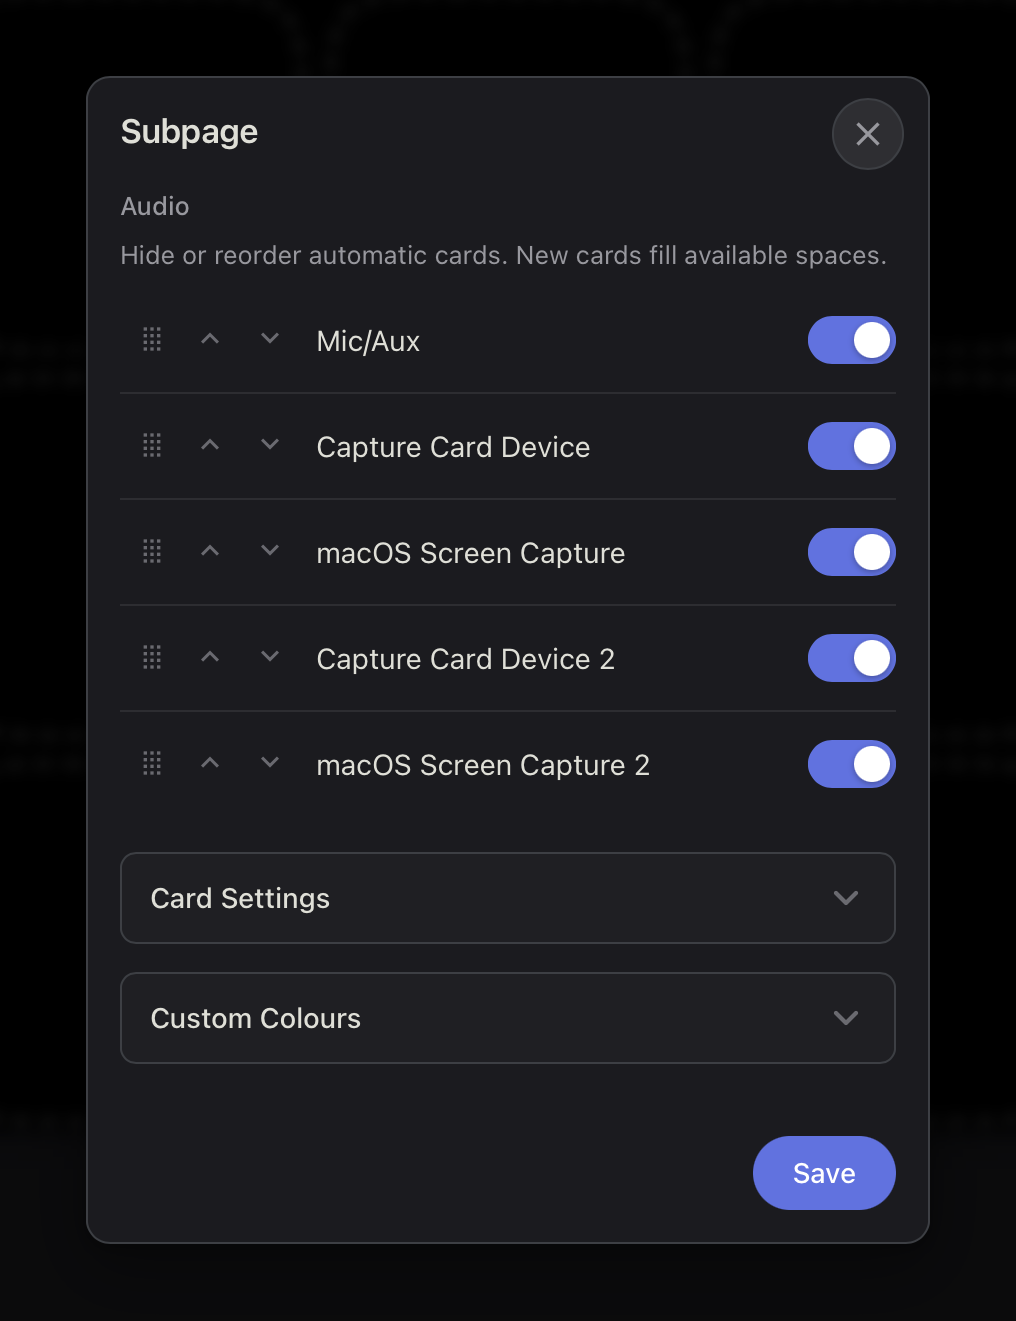 Subpage
Audio
Hide or reorder automatic cards. New cards fill available spaces.
Mic/Aux
Capture Card Device
macOS Screen Capture
Capture Card Device 2
macOS Screen Capture 2
Card Settings
Custom Colours
Save